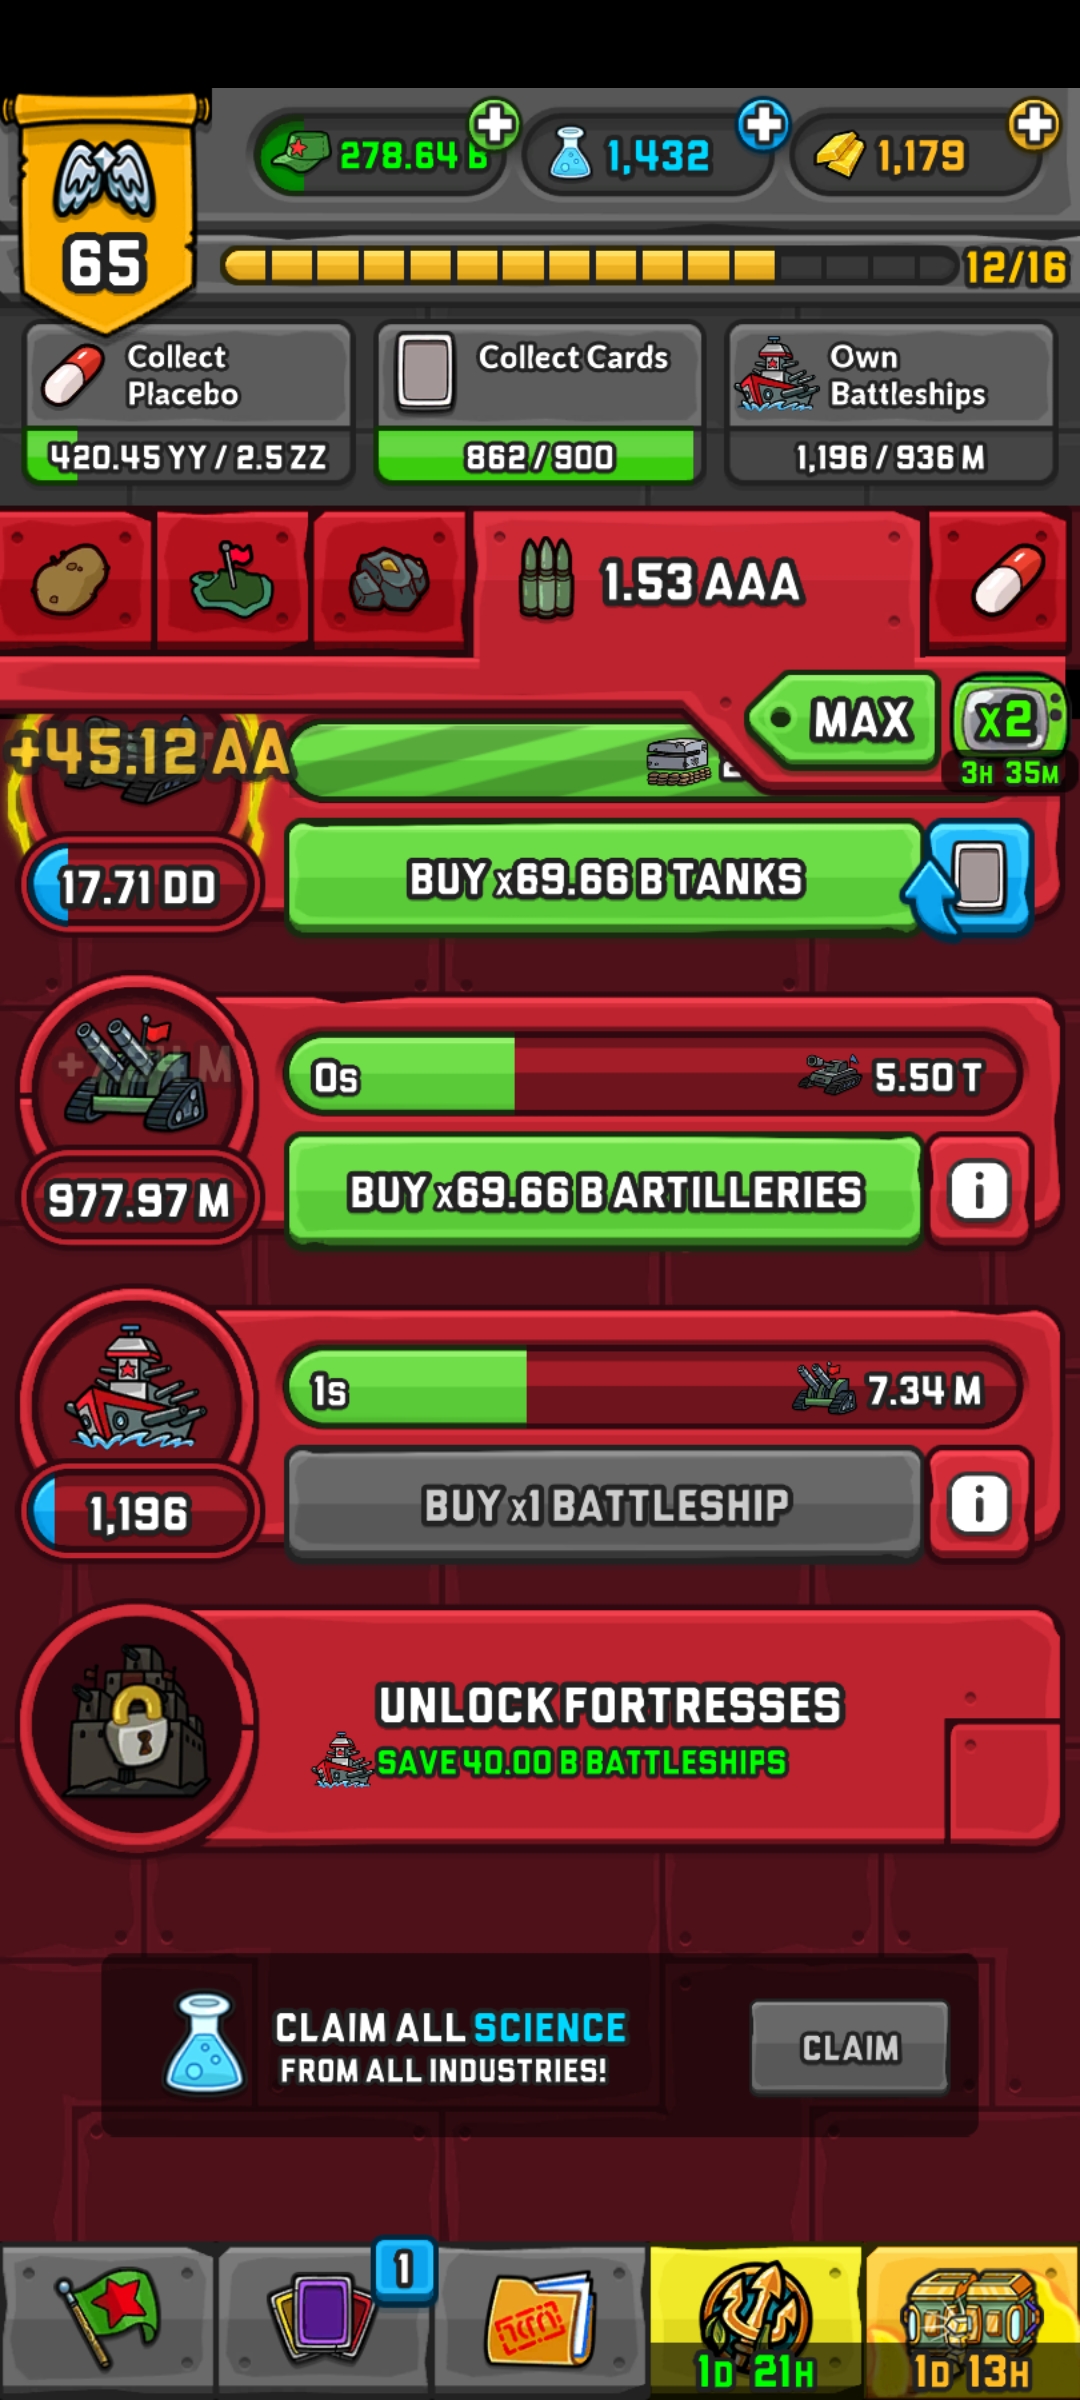 65
278.64 B
1,432
1,179
12/16
Collect
Placebo
420.45 YY / 2.5 ZZ
Collect Cards
862/900
Own
Battleships
1,196 / 936 M
1.53 AAA
MAX
x2
3H 35M
+45.12 AA
17.71 DD
BUY x69.66 B TANKS
0s
5.50 T
977.97 M
BUY x69.66 B ARTILLERIES
i
1s
7.34 M
1,196
BUY x1 BATTLESHIP
i
UNLOCK FORTRESSES
SAVE 40.00 B BATTLESHIPS
CLAIM ALL SCIENCE
FROM ALL INDUSTRIES!
CLAIM
1
1D 21H
1D 13H